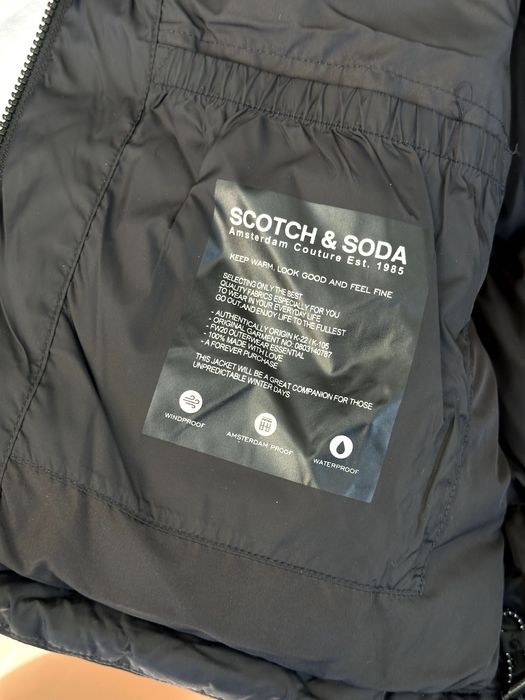 SCOTCH & SODA
Amsterdam Couture Est. 1985
KEEP WARM, LOOK GOOD AND FEEL FINE
SELECTING ONLY THE BEST
QUALITY FABRICS ESPECIALLY FOR YOU
TO WEAR IN YOUR EVERYDAY LIFE
GO OUT AND ENJOY LIFE TO THE FULLEST
- AUTHENTICALLY ORIGIN K-22 / K-105
- ORIGINAL GARMENT NO: 0803140787
- FW20 OUTERWEAR ESSENTIAL
- 100% MADE WITH LOVE
- A FOREVER PURCHASE
THIS JACKET WILL BE A GREAT COMPANION FOR THOSE
UNPREDICTABLE WINTER DAYS
WINDPROOF
AMSTERDAM PROOF
WATERPROOF